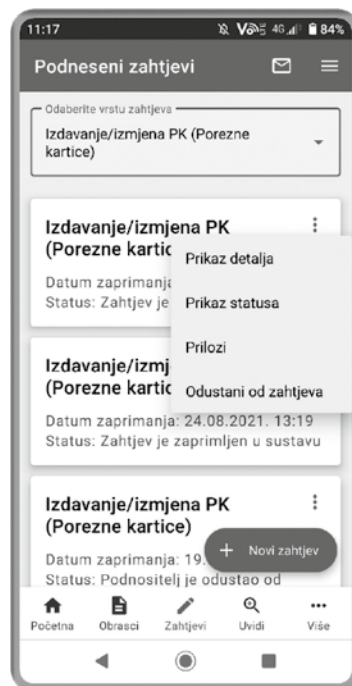 11:17 Vo 5 4G 84%
Podneseni zahtjevi
Odaberite vrstu zahtjeva
Izdavanje/izmjena PK (Porezne
kartice)
Izdavanje/izmjena PK
(Porezne kartic
Datum zaprimanja
Status: Zahtjev je
Prikaz detalja
Prikaz statusa
Prilozi
Odustani od zahtjeva
Izdavanje/izmj
(Porezne kartic
Datum zaprimanja: 24.08.2021. 13:19
Status: Zahtjev je zaprimljen u sustavu
Izdavanje/izmjena PK
(Porezne kartice)
Datum zaprimanja: 19.
Status: Podnositelj je odustao od
+ Novi zahtjev
Početna Obrasci Zahtjevi Uvidi Više